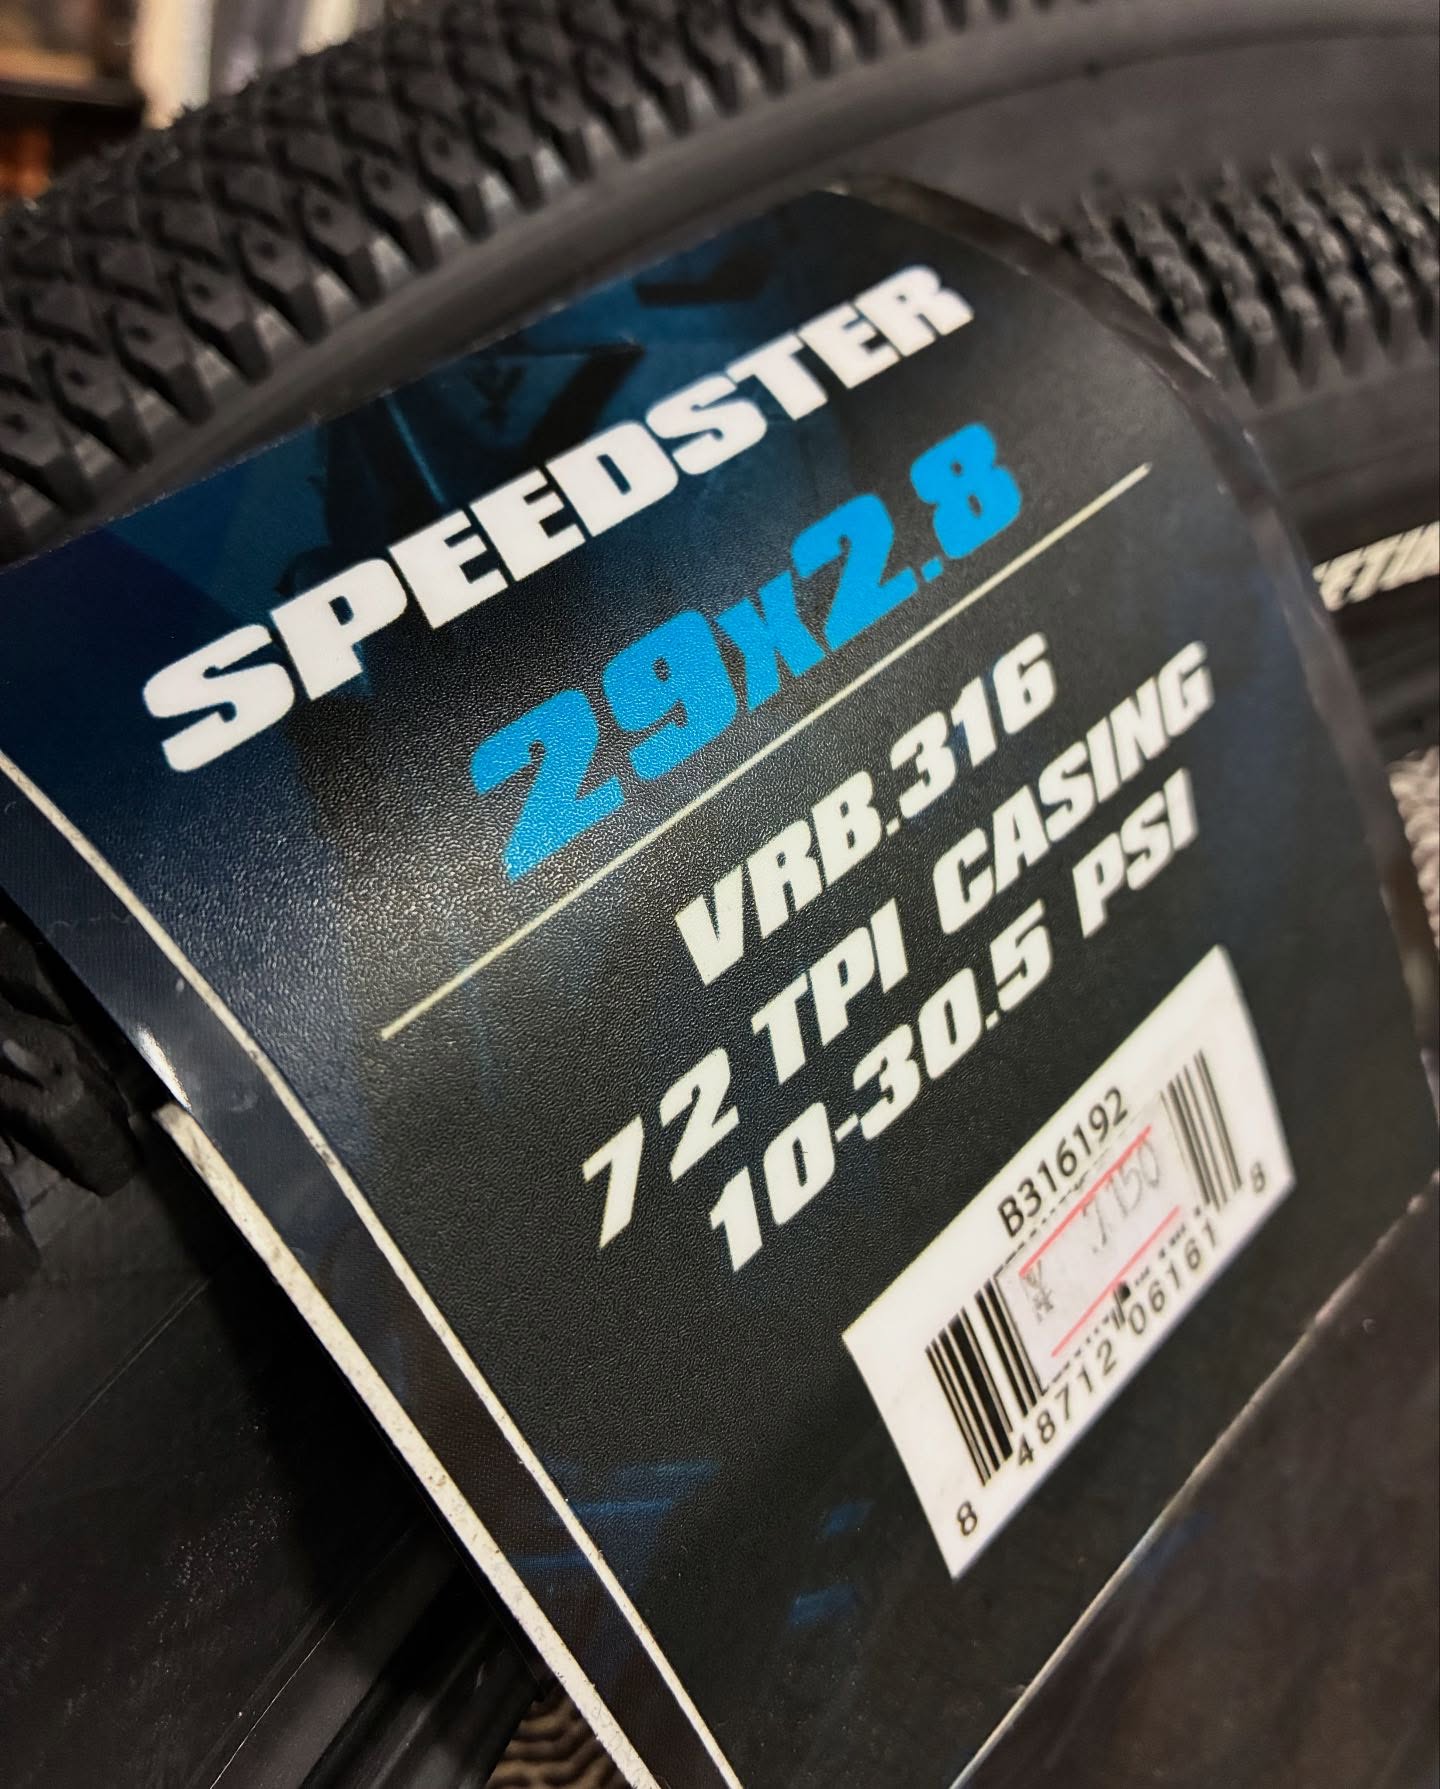 SPEEDSTER
29x2.8
VRB.316
72 TPI CASING
10-30.5 PSI
B316192
8 48712 06161 8